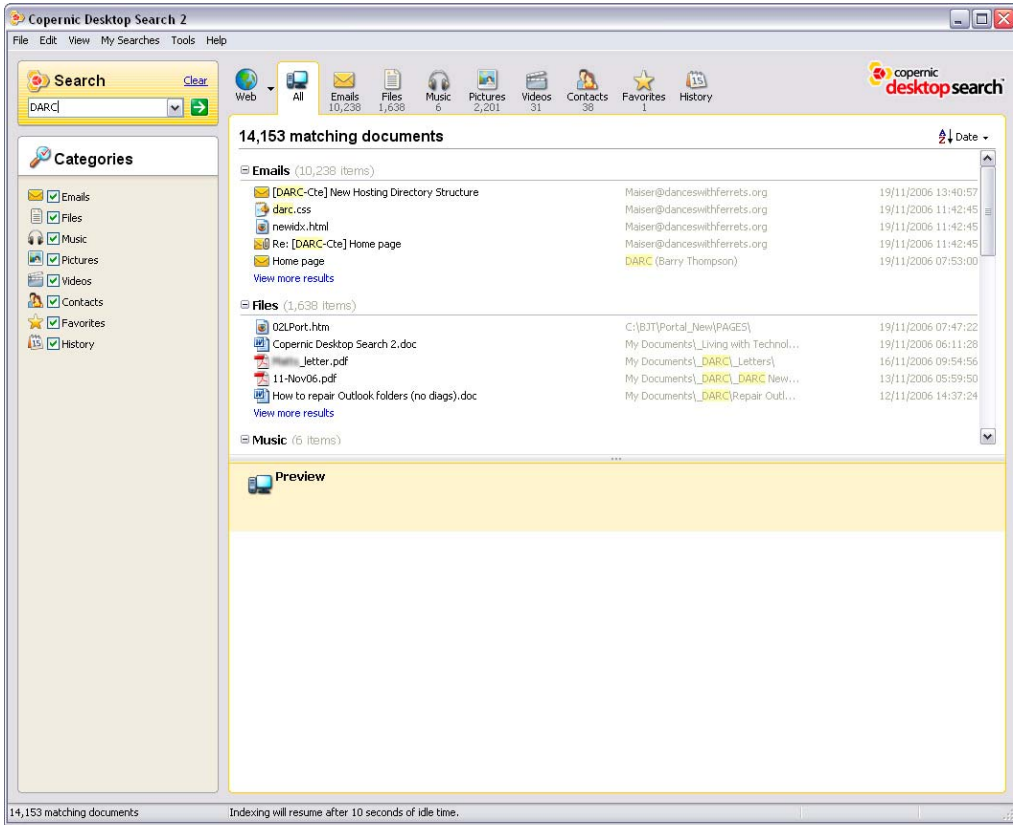 Copernic Desktop Search 2
File Edit View My Searches Tools Help
Search Clear
DARC
Categories
Emails
Files
Music
Pictures
Videos
Contacts
Favorites
History
Web All Emails Files Music Pictures Videos Contacts Favorites History
10,238 1,638 6 2,201 31 38 1
copernic
desktop search
14,153 matching documents Date
Emails (10,238 items)
[DARC-Cte] New Hosting Directory Structure Maiser@danceswithferrets.org 19/11/2006 13:40:57
darc.css Maiser@danceswithferrets.org 19/11/2006 11:42:45
newidx.html Maiser@danceswithferrets.org 19/11/2006 11:42:45
Re: [DARC-Cte] Home page Maiser@danceswithferrets.org 19/11/2006 11:42:45
Home page DARC (Barry Thompson) 19/11/2006 07:53:00
View more results
Files (1,638 items)
02LPort.htm C:\BJT\Portal_New\PAGES\ 19/11/2006 07:47:22
Copernic Desktop Search 2.doc My Documents\_Living with Technol... 19/11/2006 06:11:28
_letter.pdf My Documents\_DARC\_Letters\ 16/11/2006 09:54:56
11-Nov06.pdf My Documents\_DARC\_DARC New... 13/11/2006 05:59:50
How to repair Outlook folders (no diags).doc My Documents\_DARC\Repair Outl... 12/11/2006 14:37:24
View more results
Music (6 items)
Preview
14,153 matching documents Indexing will resume after 10 seconds of idle time.